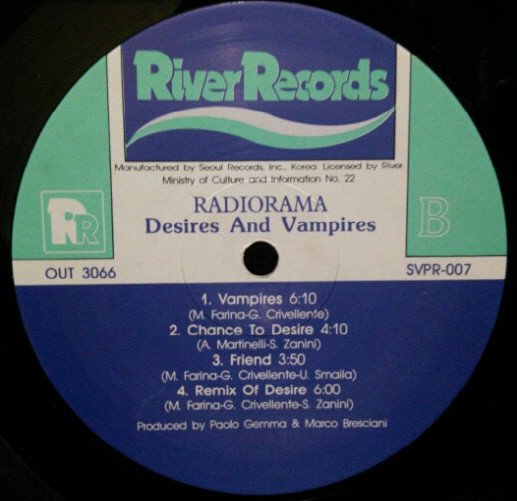 River Records
Manufactured by Seoul Records, Inc., Korea. Licensed by River.
Ministry of Culture and Information No. 22
RR
RADIORAMA
Desires And Vampires
B
OUT 3066
SVPR-007
1. Vampires 6:10
(M. Farina-G. Crivellente)
2. Chance To Desire 4:10
(A. Martinelli-S. Zanini)
3. Friend 3:50
(M. Farina-G. Crivellente-U. Smaila)
4. Remix Of Desire 6:00
(M. Farina-G. Crivellente-S. Zanini)
Produced by Paolo Gemma & Marco Bresciani